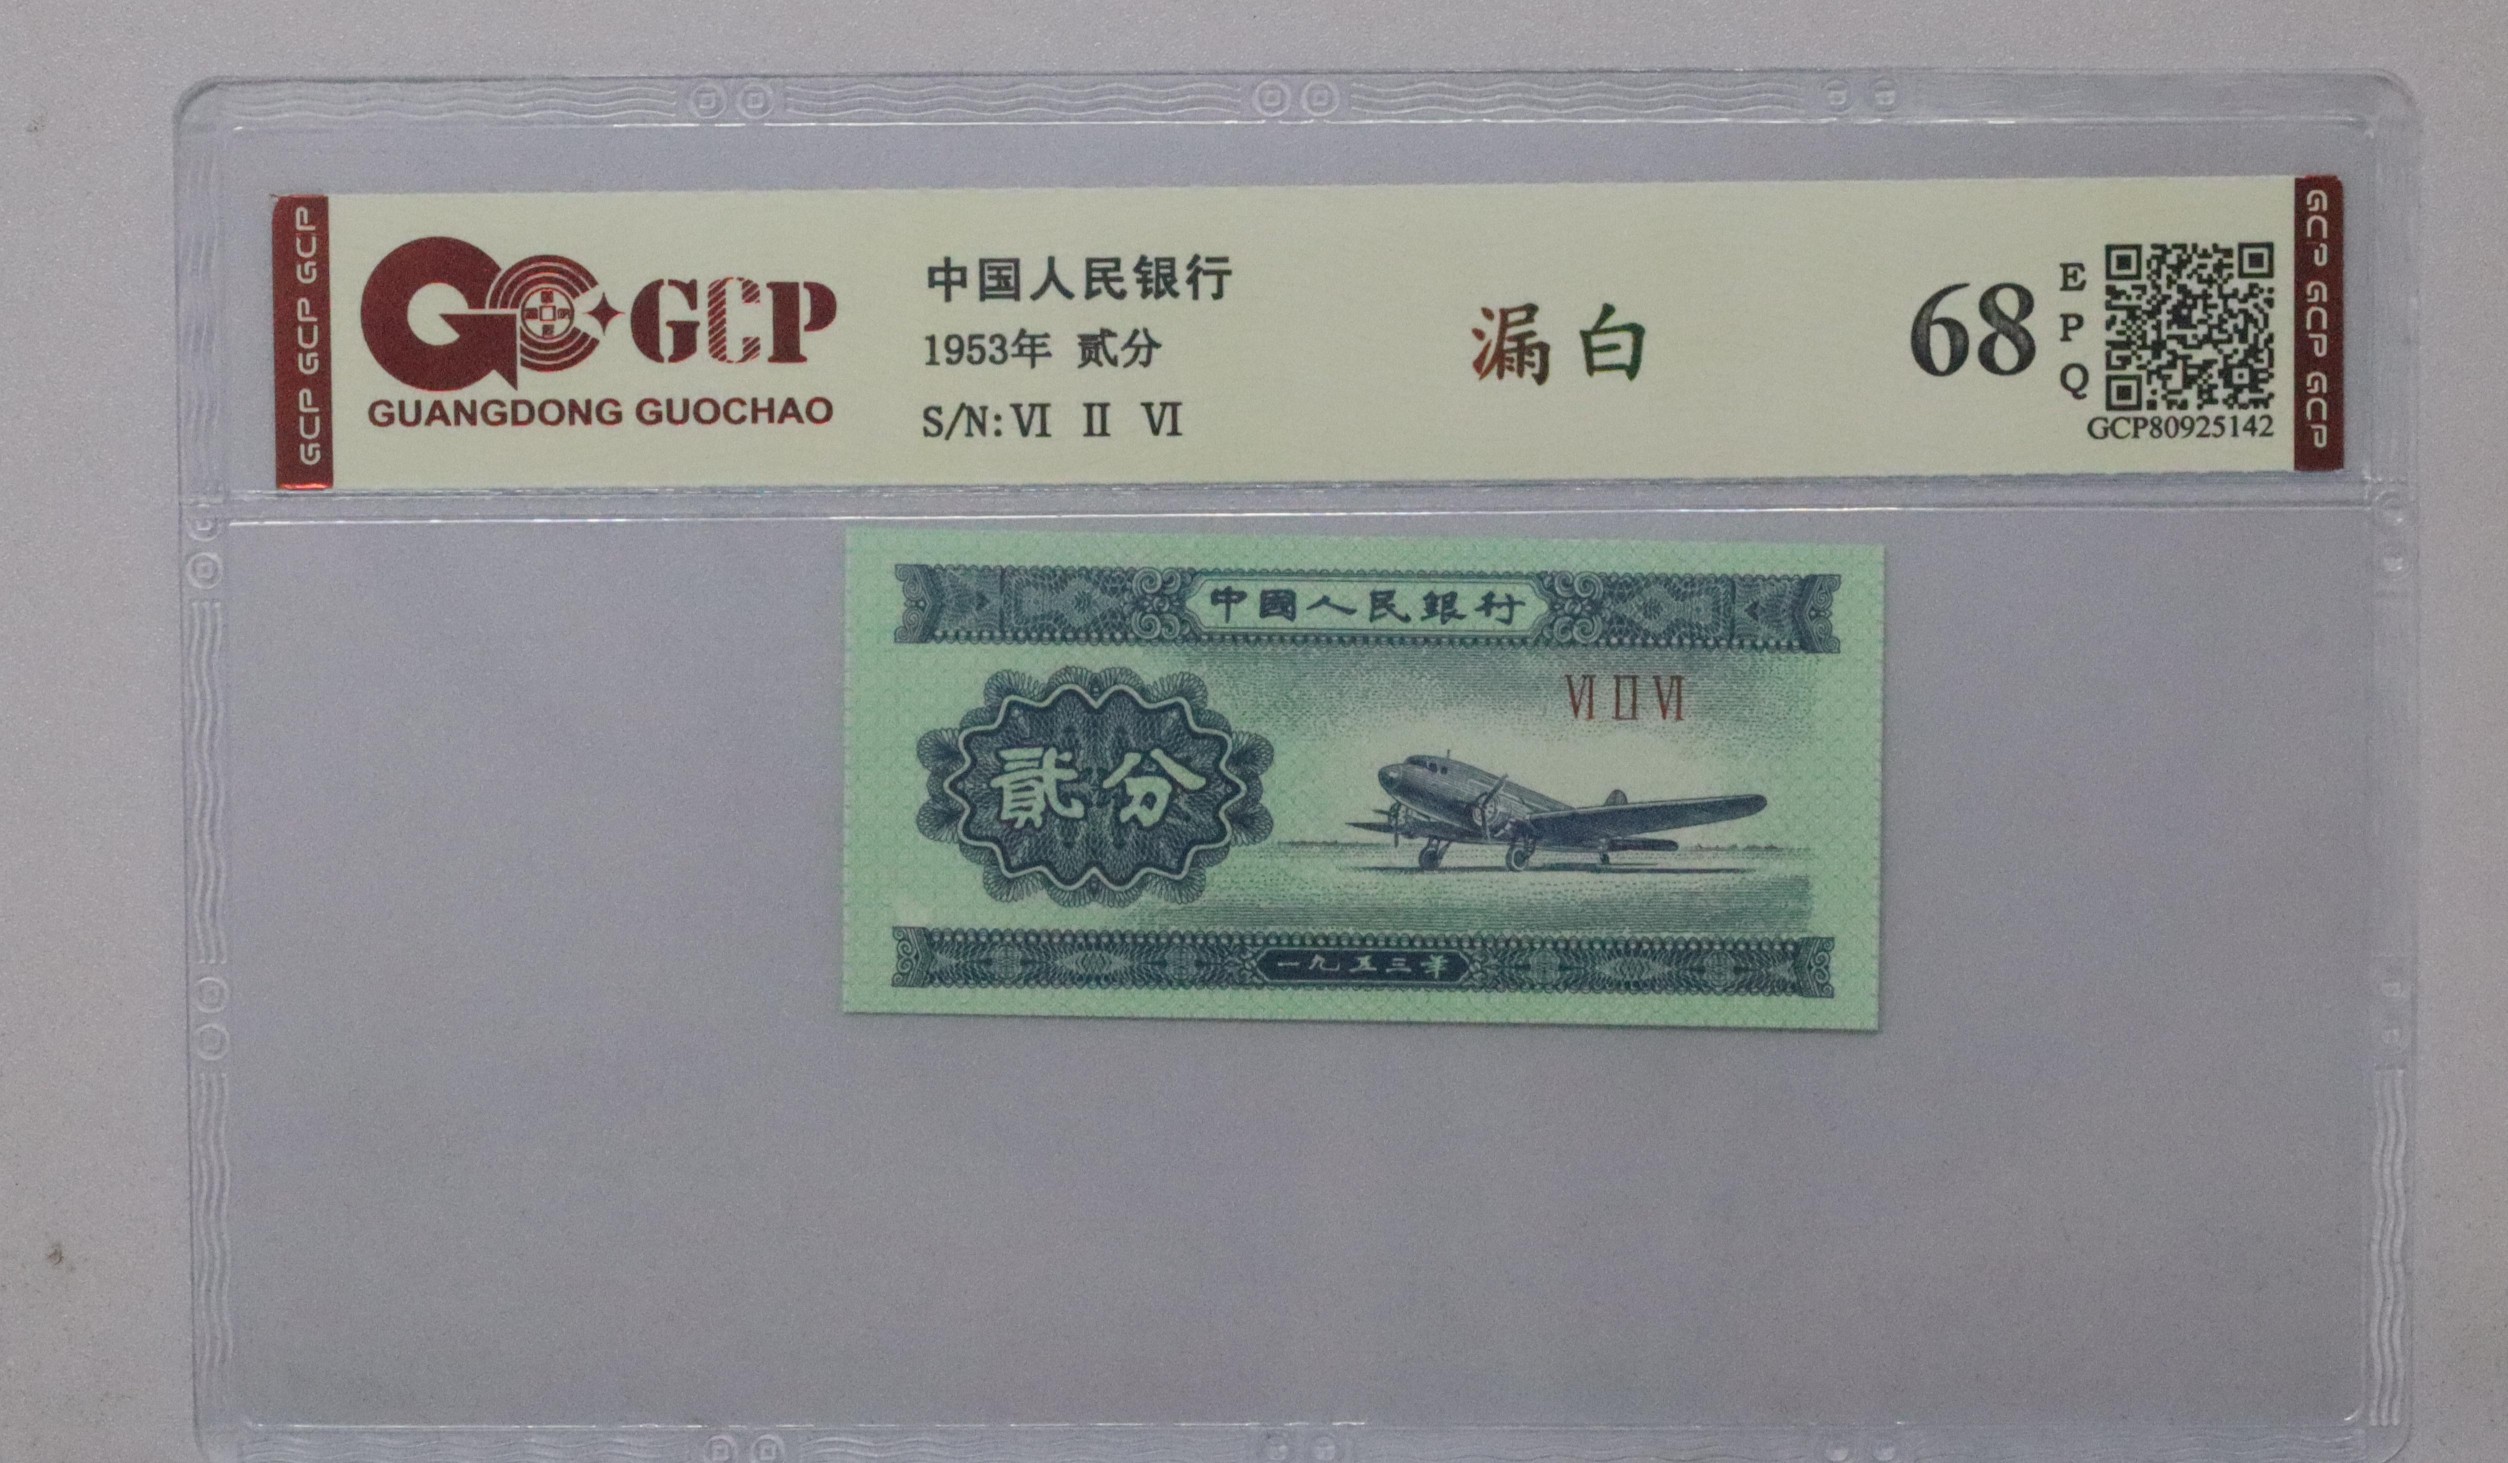 GCP GCP GCP
GCP
GUANGDONG GUOCHAO
中国人民银行
1953年 贰分
S/N: VI II VI
漏白
68
E
P
Q
GCP80925142
GCP GCP GCP
中國人民銀行
VI II VI
貳分
一九五三年